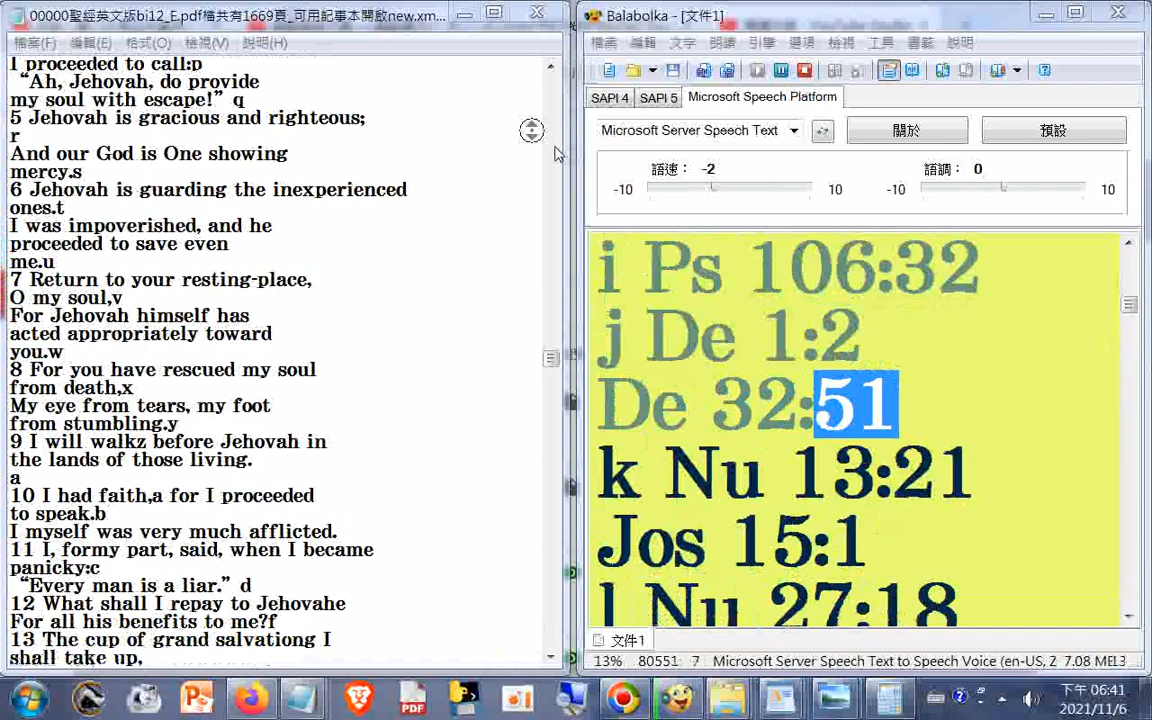 00000聖經英文版bi12_E.pdf檔共有1669頁_可用記事本開啟new.xm...
檔案(F) 編輯(E) 格式(O) 檢視(V) 說明(H)
I proceeded to call:p
“Ah, Jehovah, do provide
my soul with escape!” q
5 Jehovah is gracious and righteous;
r
And our God is One showing
mercy.s
6 Jehovah is guarding the inexperienced
ones.t
I was impoverished, and he
proceeded to save even
me.u
7 Return to your resting-place,
O my soul,v
For Jehovah himself has
acted appropriately toward
you.w
8 For you have rescued my soul
from death,x
My eye from tears, my foot
from stumbling.y
9 I will walkz before Jehovah in
the lands of those living.
a
10 I had faith,a for I proceeded
to speak.b
I myself was very much afflicted.
11 I, formy part, said, when I became
panicky:c
“Every man is a liar.” d
12 What shall I repay to Jehovahe
For all his benefits to me?f
13 The cup of grand salvationg I
shall take up,
Balabolka - [文件1]
檔案 編輯 文字 朗讀 引擎 選項 檢視 工具 書籤 說明
SAPI 4 SAPI 5 Microsoft Speech Platform
Microsoft Server Speech Text 關於 預設
語速： -2 語調： 0
-10 10 -10 10
i Ps 106:32
j De 1:2
De 32:51
k Nu 13:21
Jos 15:1
l Nu 27:18
文件1
13% 80551: 7 Microsoft Server Speech Text to Speech Voice (en-US, 2 7.08 MB
PDF
下午 06:41
2021/11/6